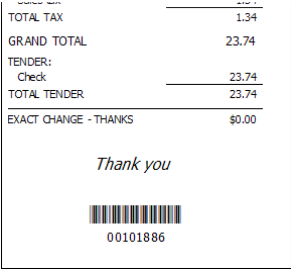 TOTAL TAX 1.34
GRAND TOTAL 23.74
TENDER:
Check 23.74
TOTAL TENDER 23.74
EXACT CHANGE - THANKS $0.00
Thank you
00101886